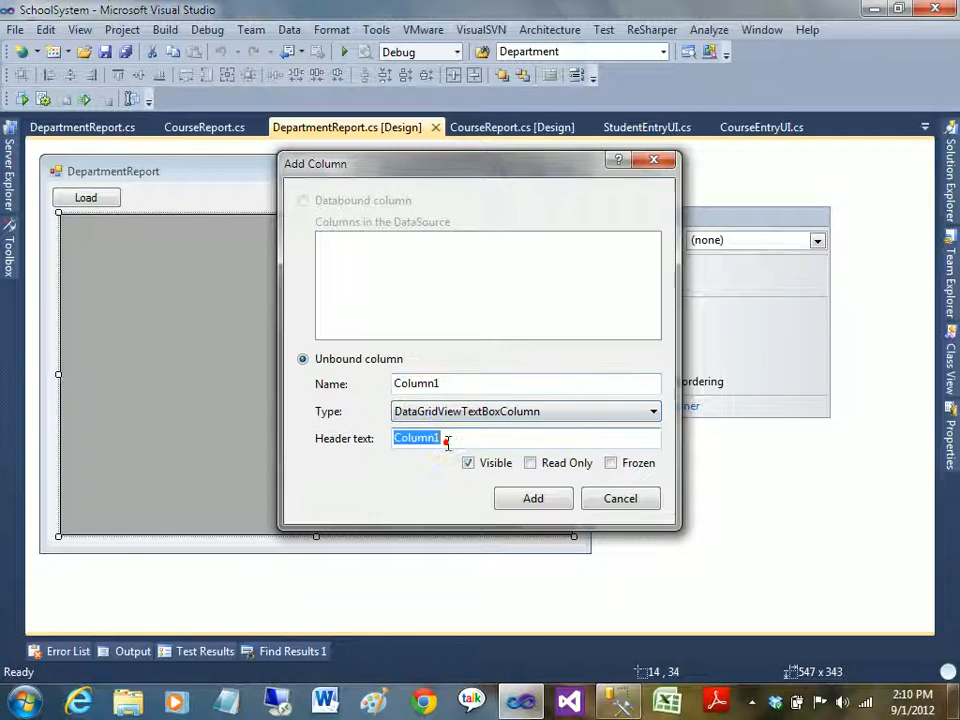 SchoolSystem - Microsoft Visual Studio
File Edit View Project Build Debug Team Data Format Tools VMware VisualSVN Architecture Test ReSharper Analyze Window Help
Debug Department
DepartmentReport.cs CourseReport.cs DepartmentReport.cs [Design] CourseReport.cs [Design] StudentEntryUI.cs CourseEntryUI.cs
Server Explorer
Toolbox
DepartmentReport
Load
Add Column
Databound column
Columns in the DataSource
Unbound column
Name: Column1
Type: DataGridViewTextBoxColumn
Header text: Column1
Visible Read Only Frozen
Add Cancel
(none)
Solution Explorer
Team Explorer
Class View
Properties
Error List Output Test Results Find Results 1
Ready 14 , 34 547 x 343
talk
2:10 PM
9/1/2012